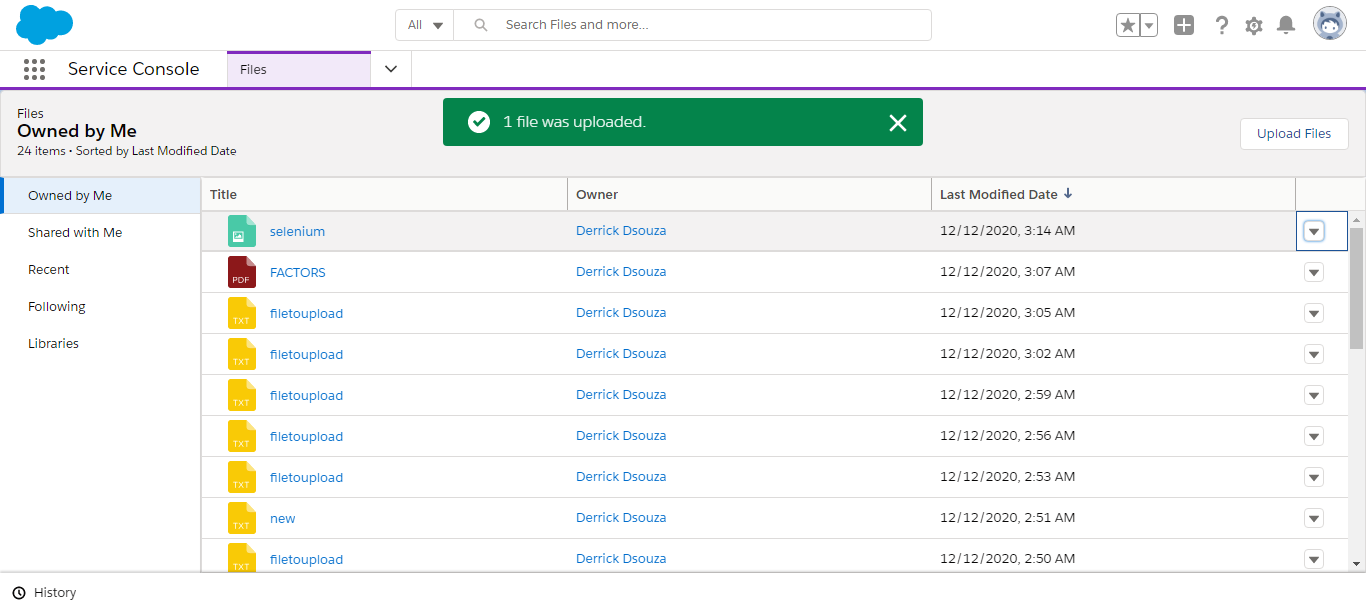 All Search Files and more...
Service Console Files
Files
Owned by Me
24 items • Sorted by Last Modified Date
1 file was uploaded.
Upload Files
Owned by Me
Shared with Me
Recent
Following
Libraries
Title Owner Last Modified Date
selenium Derrick Dsouza 12/12/2020, 3:14 AM
PDF FACTORS Derrick Dsouza 12/12/2020, 3:07 AM
TXT filetoupload Derrick Dsouza 12/12/2020, 3:05 AM
TXT filetoupload Derrick Dsouza 12/12/2020, 3:02 AM
TXT filetoupload Derrick Dsouza 12/12/2020, 2:59 AM
TXT filetoupload Derrick Dsouza 12/12/2020, 2:56 AM
TXT filetoupload Derrick Dsouza 12/12/2020, 2:53 AM
TXT new Derrick Dsouza 12/12/2020, 2:51 AM
TXT filetoupload Derrick Dsouza 12/12/2020, 2:50 AM
History